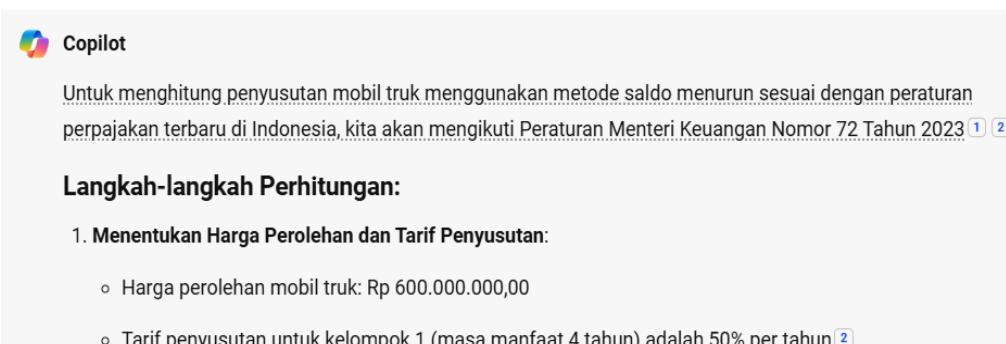 Copilot
Untuk menghitung penyusutan mobil truk menggunakan metode saldo menurun sesuai dengan peraturan
perpajakan terbaru di Indonesia, kita akan mengikuti Peraturan Menteri Keuangan Nomor 72 Tahun 2023 1 2
Langkah-langkah Perhitungan:
1. Menentukan Harga Perolehan dan Tarif Penyusutan:
○ Harga perolehan mobil truk: Rp 600.000.000,00
○ Tarif penyusutan untuk kelompok 1 (masa manfaat 4 tahun) adalah 50% per tahun 2